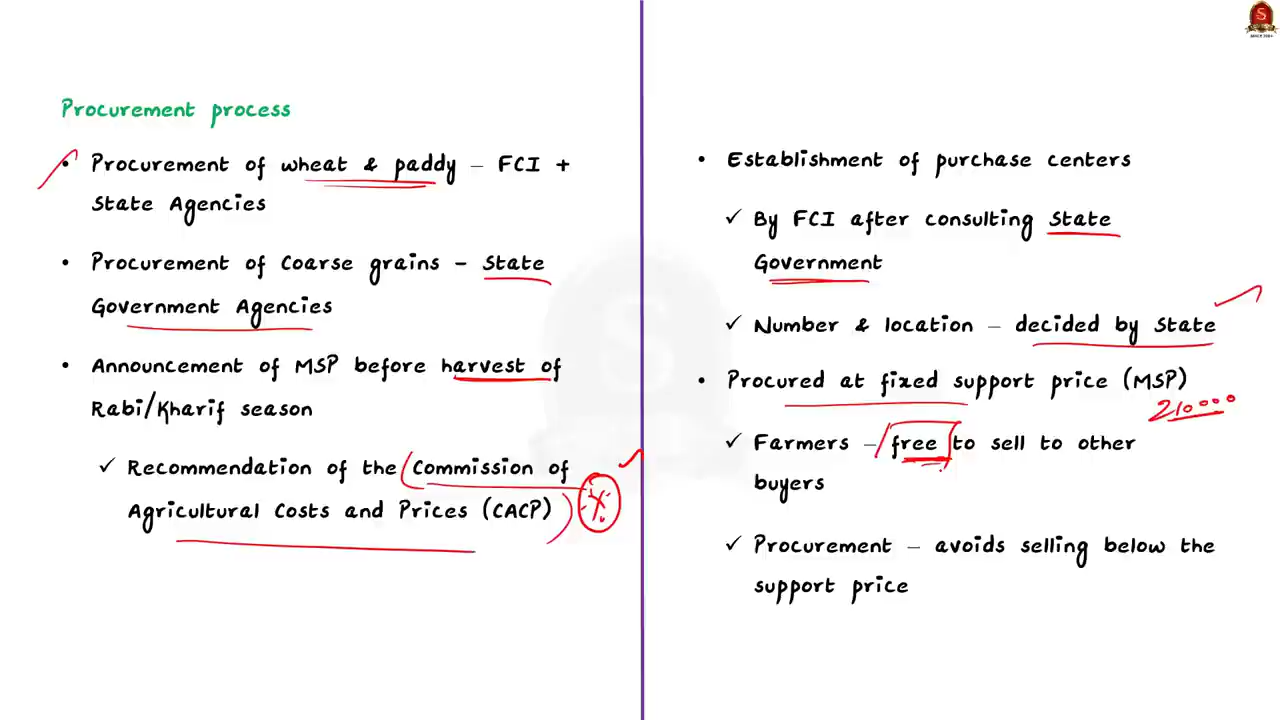 Procurement process
• Procurement of wheat & paddy – FCI +
State Agencies
• Procurement of Coarse grains – State
Government Agencies
• Announcement of MSP before harvest of
Rabi/Kharif season
✓ Recommendation of the Commission of
Agricultural Costs and Prices (CACP)
• Establishment of purchase centers
✓ By FCI after consulting State
Government
✓ Number & location – decided by State
• Procured at fixed support price (MSP)
✓ Farmers – free to sell to other
buyers
✓ Procurement – avoids selling below the
support price
S